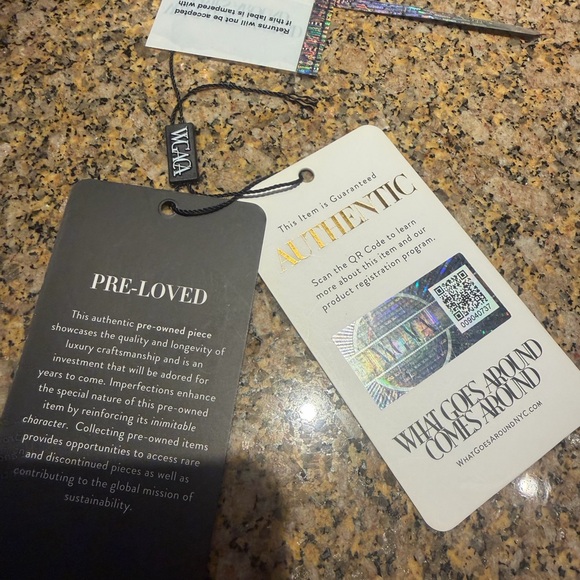 Returns will not be accepted
if this label is tampered with
WGACA
PRE-LOVED
This authentic pre-owned piece
showcases the quality and longevity of
luxury craftsmanship and is an
investment that will be adored for
years to come. Imperfections enhance
the special nature of this pre-owned
item by reinforcing its inimitable
character. Collecting pre-owned items
provides opportunities to access rare
and discontinued pieces as well as
contributing to the global mission of
sustainability.
This Item is Guaranteed
AUTHENTIC
Scan the QR Code to learn
more about this item and our
product registration program.
WGACA
009040737
WHAT GOES AROUND
COMES AROUND
WHATGOESAROUNDNYC.COM